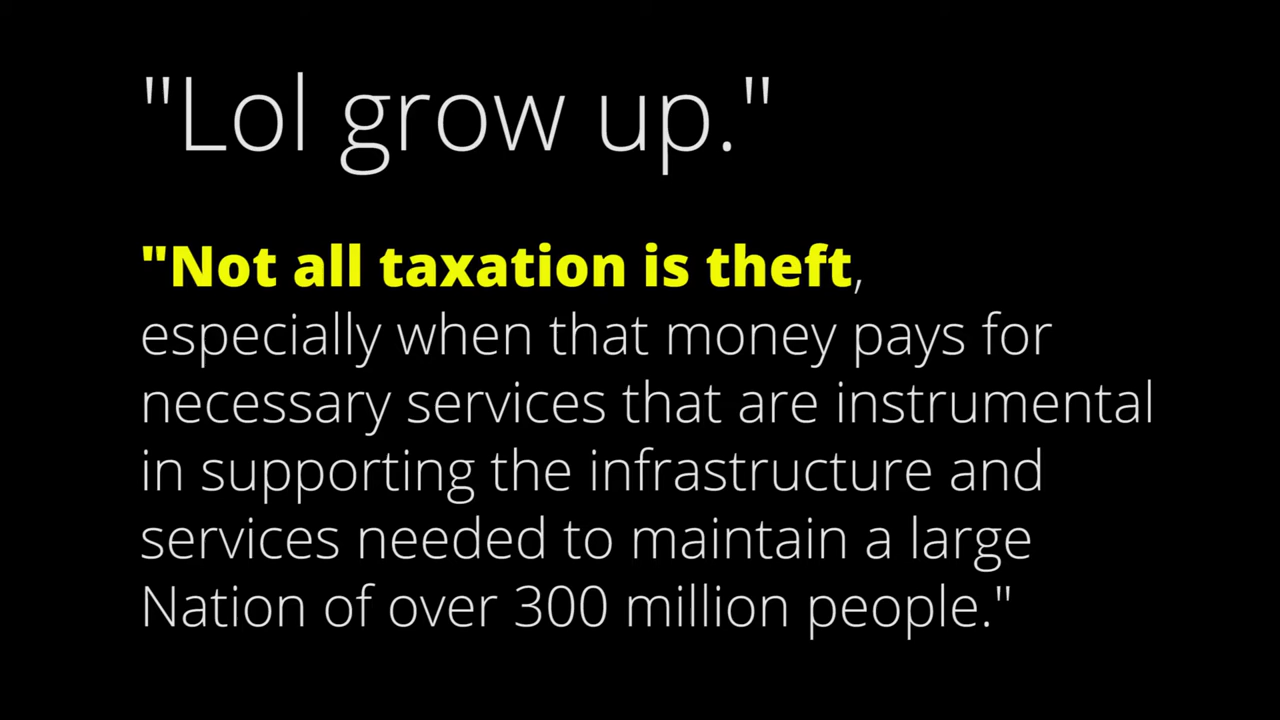 "Lol grow up."
"Not all taxation is theft,
especially when that money pays for
necessary services that are instrumental
in supporting the infrastructure and
services needed to maintain a large
Nation of over 300 million people."